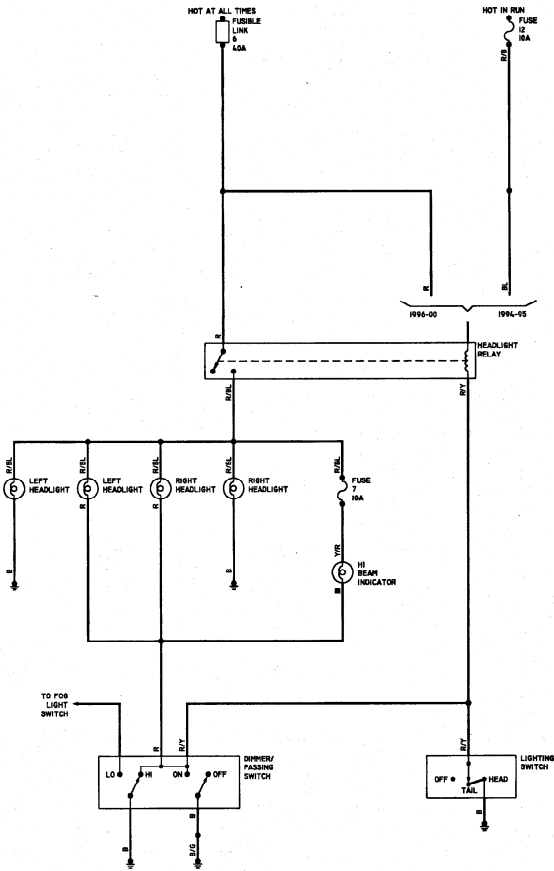 HOT AT ALL TIMES
HOT IN RUN
FUSIBLE
LINK
6
40A
FUSE
12
10A
R/B
R
BL
1996-00
1994-95
R
HEADLIGHT
RELAY
R/BL
R/Y
R/BL
R/BL
R/BL
R/BL
R/BL
LEFT
HEADLIGHT
LEFT
HEADLIGHT
RIGHT
HEADLIGHT
RIGHT
HEADLIGHT
FUSE
7
10A
R
R
B
B
Y/R
HI
BEAM
INDICATOR
TO FOG
LIGHT
SWITCH
R
R/Y
R/Y
DIMMER/
PASSING
SWITCH
LO
HI
ON
OFF
LIGHTING
SWITCH
OFF
HEAD
TAIL
B
B
B
B/G